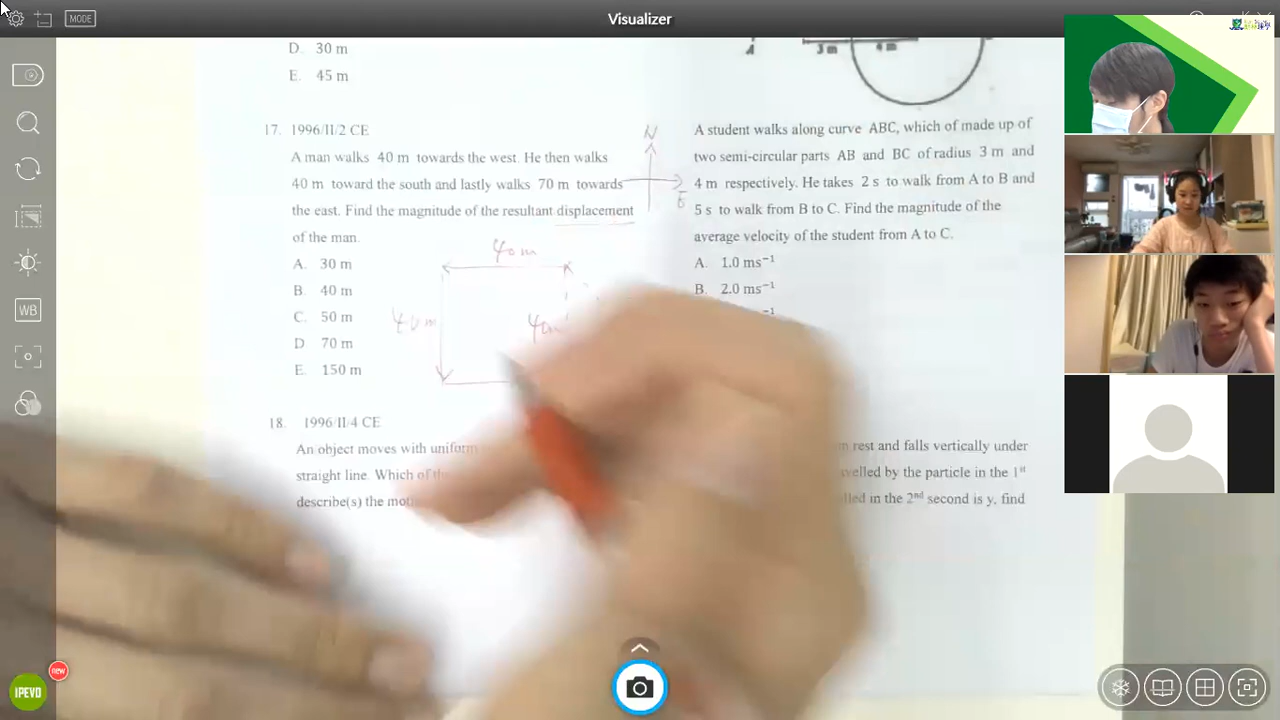 MODE
Visualizer
D. 30 m
E. 45 m
17. 1996/II/2 CE
A man walks 40 m towards the west. He then walks
40 m toward the south and lastly walks 70 m towards
the east. Find the magnitude of the resultant displacement
of the man.
A. 30 m
B. 40 m
C. 50 m
D 70 m
E. 150 m
N
E
40m
40m
40m
18. 1996/II/4 CE
An object moves with uniform
straight line. Which of the
describe(s) the
A
3 m
4 m
A student walks along curve ABC, which of made up of
two semi-circular parts AB and BC of radius 3 m and
4 m respectively. He takes 2 s to walk from A to B and
5 s to walk from B to C. Find the magnitude of the
average velocity of the student from A to C.
A. 1.0 ms⁻¹
B. 2.0 ms⁻¹
rest and falls vertically under
by the particle in the 1st
in the 2nd second is y, find
WB
new
IPEVO